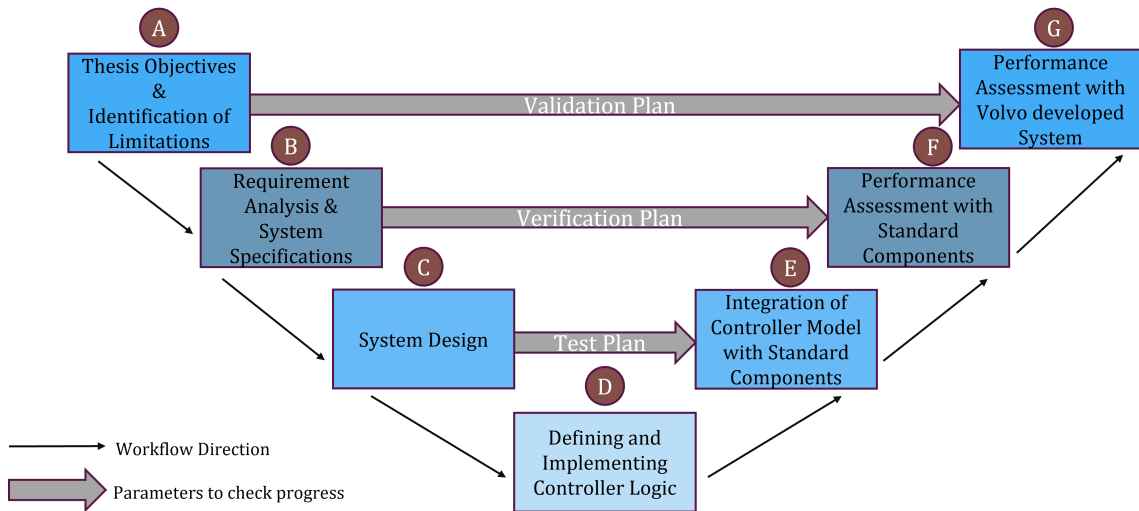 A
Thesis Objectives
&
Identification of
Limitations
Validation Plan
G
Performance
Assessment with
Volvo developed
System
B
Requirement
Analysis &
System
Specifications
Verification Plan
F
Performance
Assessment with
Standard
Components
C
System Design
Test Plan
E
Integration of
Controller Model
with Standard
Components
D
Defining and
Implementing
Controller Logic
Workflow Direction
Parameters to check progress